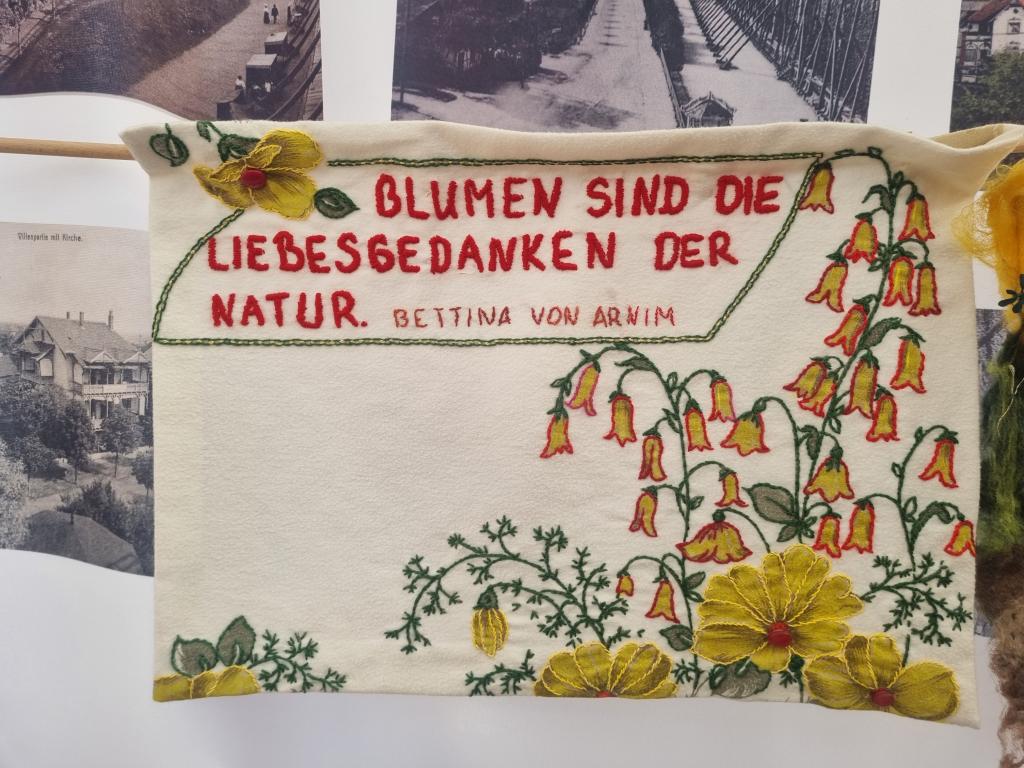 BLUMEN SIND DIE
LIEBESGEDANKEN DER
NATUR. BETTINA VON ARNIM
Villenpartie mit Kirche.